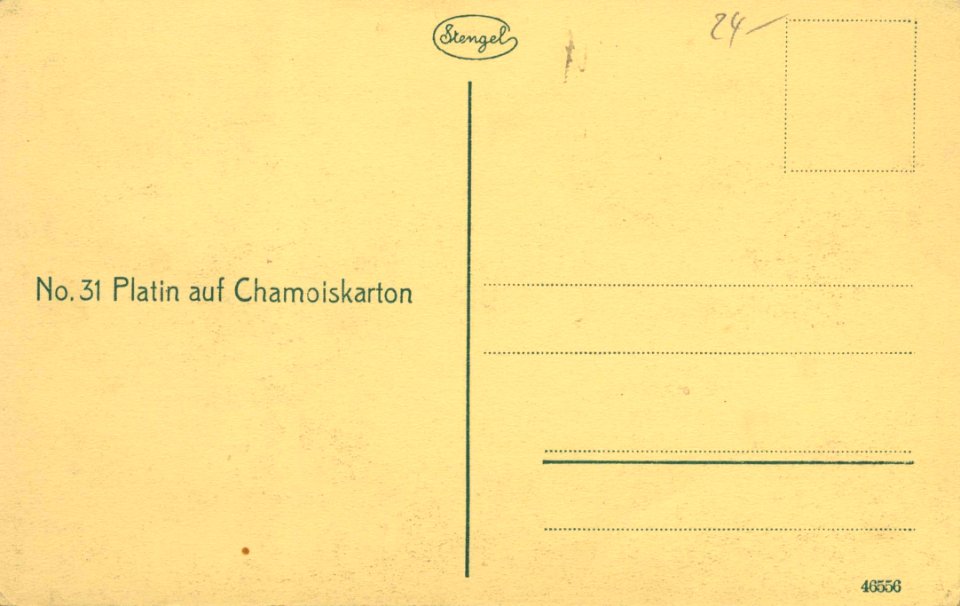 Stengel
24
No. 31 Platin auf Chamoiskarton
46556